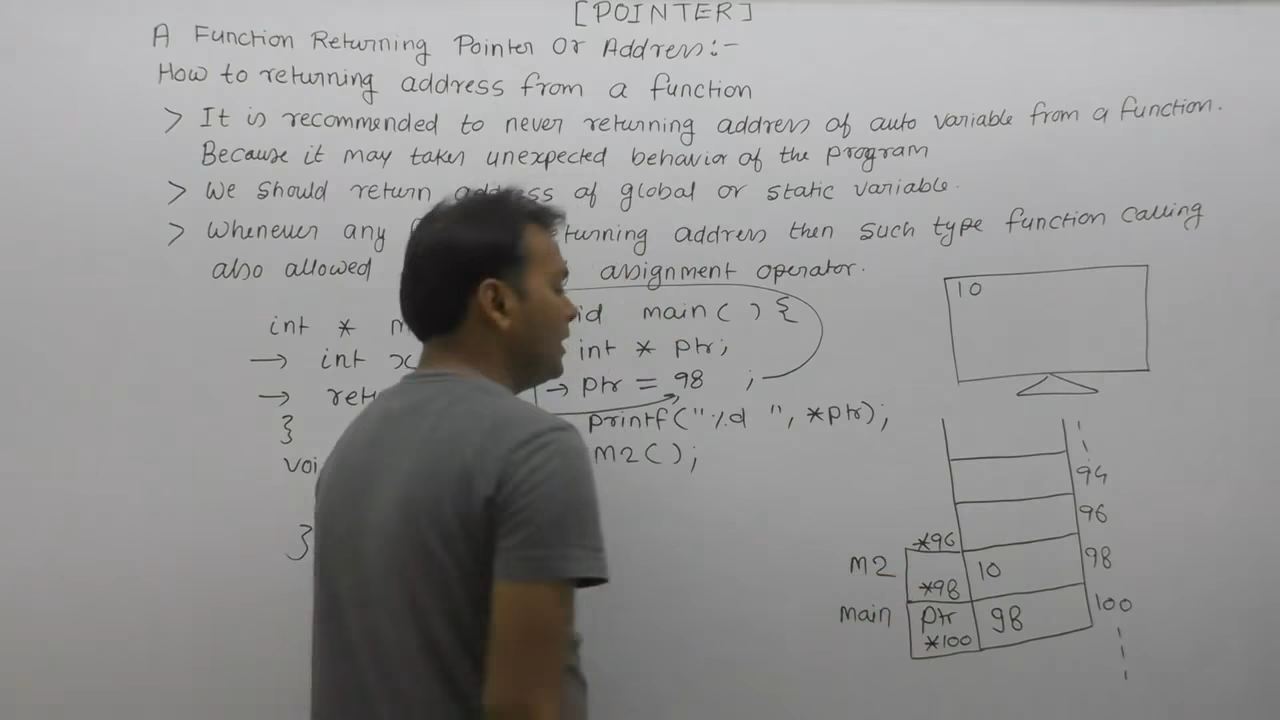 [POINTER]
A Function Returning Pointer Or Address:-
How to returning address from a function
> It is recommended to never returning address of auto variable from a function.
Because it may takes unexpected behavior of the program
> We should return address of global or static variable.
> Whenever any returning address then such type function calling
also allowed assignment operator.
int *
→ int x
→
}
}
main( ) {
int * ptr;
→ ptr = 98 ;
printf("%d ", *ptr);
M2( );
10
94
96
*96
M2
*98
10
98
main
ptr
*100
98
100